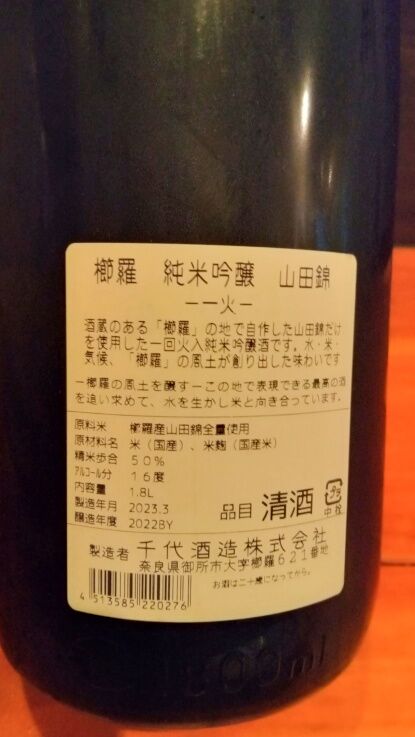 櫛羅 純米吟醸 山田錦
ー一火ー
酒蔵のある「櫛羅」の地で自作した山田錦だけ
を使用した一回火入純米吟醸酒です。水・米・
気候、「櫛羅」の風土が創り出した味わいです
ー櫛羅の風土を醸すーこの地で表現できる最高の酒
を追い求めて、水を生かし米と向き合っています。
原料米 櫛羅産山田錦全量使用
原材料名 米（国産）、米麹（国産米）
精米歩合 50%
アルコール分 16度
内容量 1.8L
製造年月 2023.3
醸造年度 2022BY
品目 清酒
プラ
中栓
製造者 千代酒造株式会社
奈良県御所市大字櫛羅621番地
お酒は二十歳になってから。
4 513585 220276
1800ml